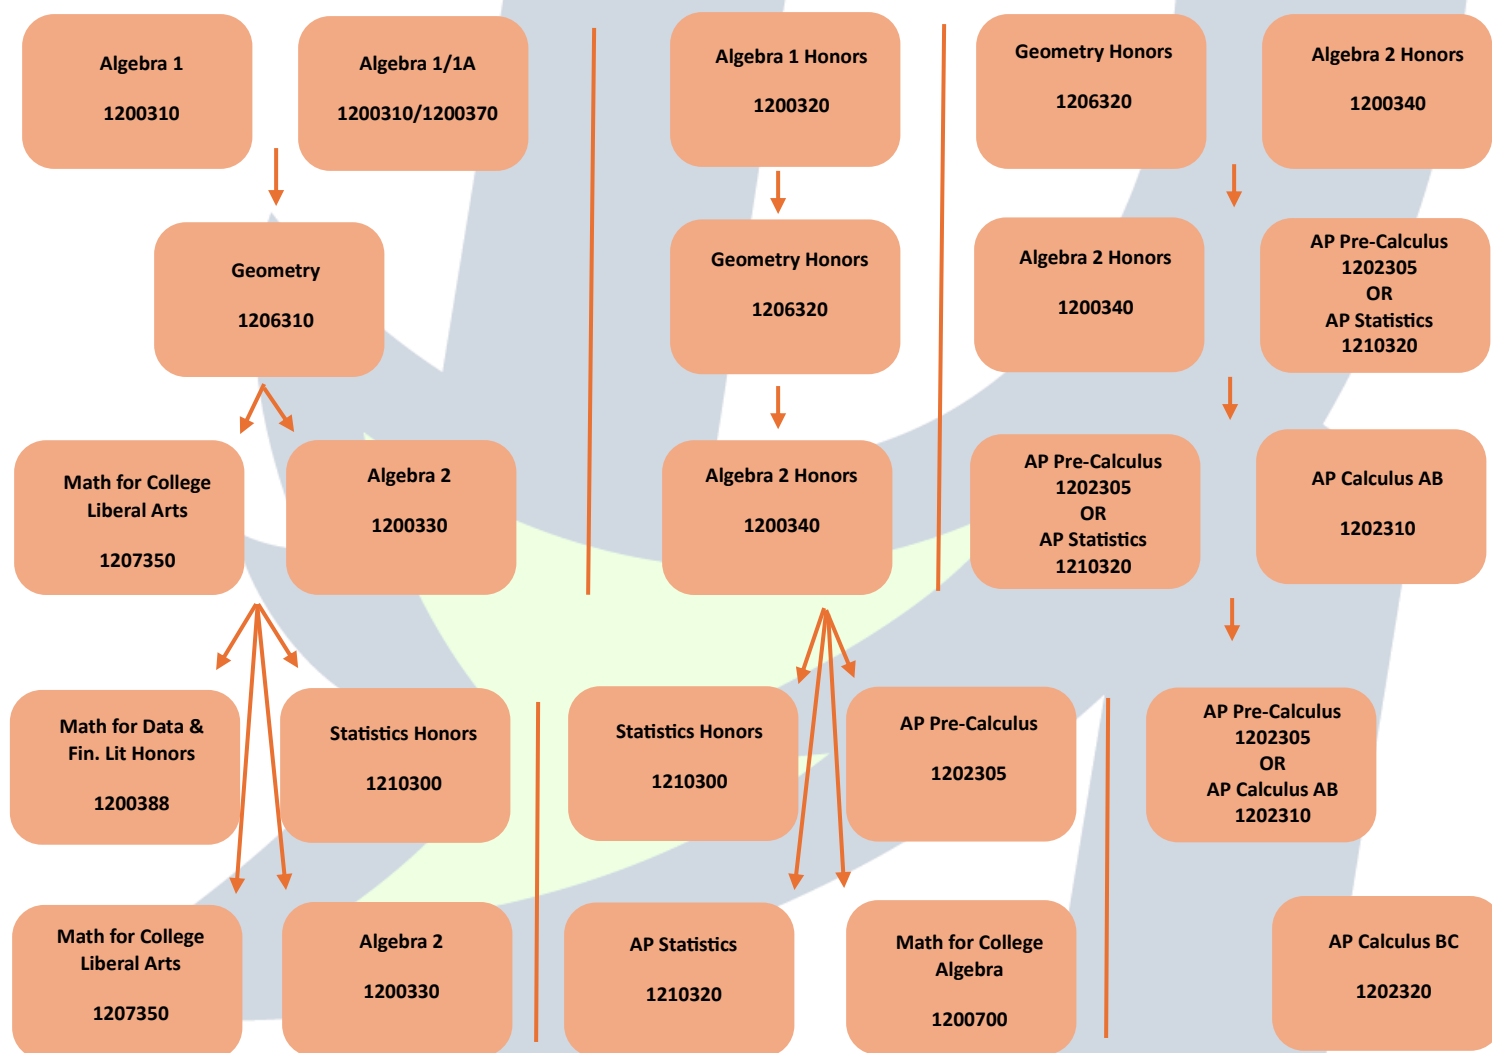 Algebra 1
1200310
Algebra 1/1A
1200310/1200370
Algebra 1 Honors
1200320
Geometry Honors
1206320
Algebra 2 Honors
1200340
Geometry
1206310
Geometry Honors
1206320
Algebra 2 Honors
1200340
AP Pre-Calculus
1202305
OR
AP Statistics
1210320
Math for College
Liberal Arts
1207350
Algebra 2
1200330
Algebra 2 Honors
1200340
AP Pre-Calculus
1202305
OR
AP Statistics
1210320
AP Calculus AB
1202310
Math for Data &
Fin. Lit Honors
1200388
Statistics Honors
1210300
Statistics Honors
1210300
AP Pre-Calculus
1202305
AP Pre-Calculus
1202305
OR
AP Calculus AB
1202310
Math for College
Liberal Arts
1207350
Algebra 2
1200330
AP Statistics
1210320
Math for College
Algebra
1200700
AP Calculus BC
1202320